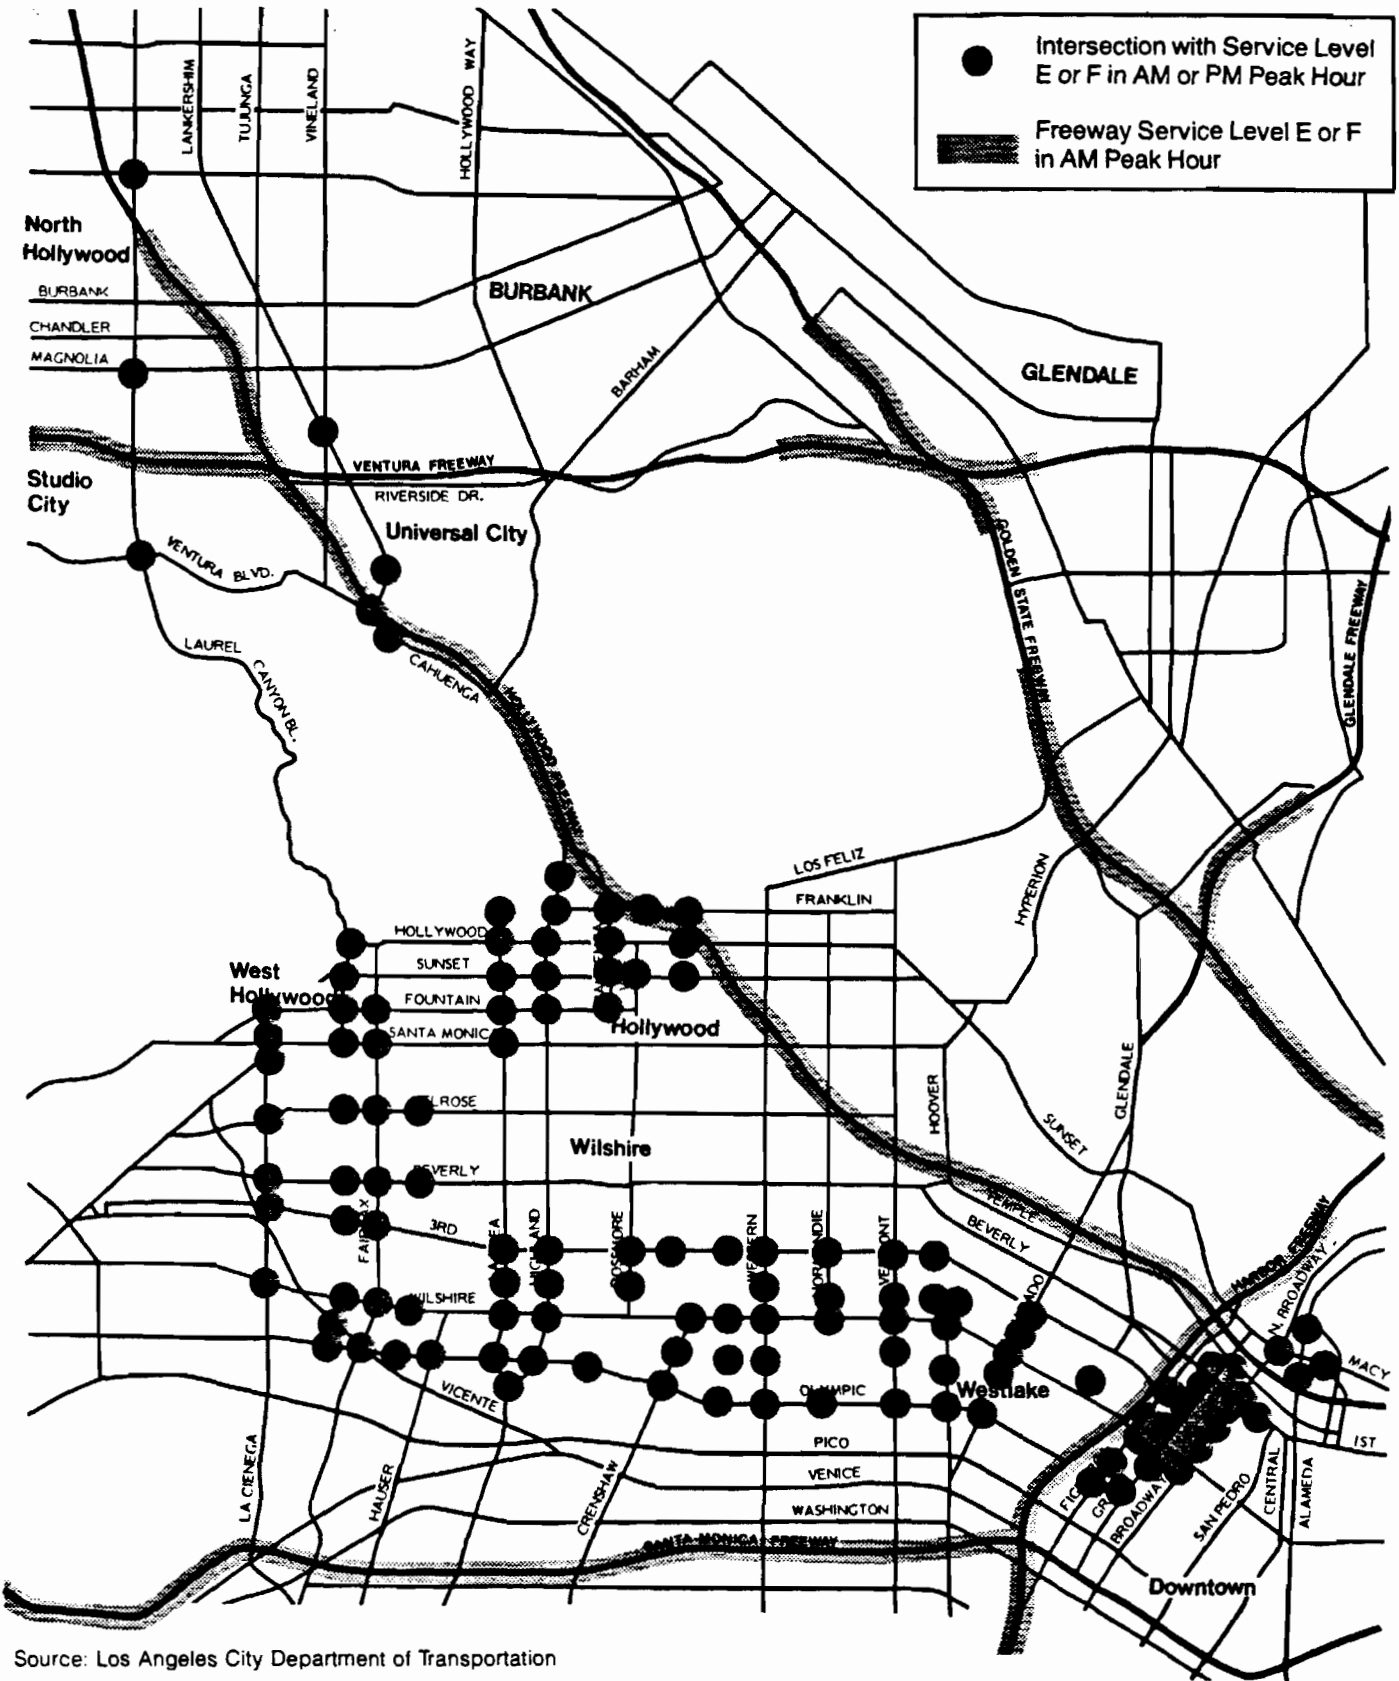 Intersection with Service Level
E or F in AM or PM Peak Hour
Freeway Service Level E or F
in AM Peak Hour
LANKERSHIM
TUJUNGA
VINELAND
HOLLYWOOD WAY
North
Hollywood
BURBANK
BURBANK
CHANDLER
MAGNOLIA
BARHAM
GLENDALE
VENTURA FREEWAY
RIVERSIDE DR.
Studio
City
Universal City
VENTURA BLVD.
GOLDEN STATE FREEWAY
GLENDALE FREEWAY
LAUREL CANYON BL.
CAHUENGA
HOLLYWOOD FREEWAY
LOS FELIZ
FRANKLIN
HYPERION
HOLLYWOOD
SUNSET
West
Hollywood
FOUNTAIN
Hollywood
SANTA MONIC
GLENDALE
HOOVER
SUNSET
LROSE
Wilshire
EVERLY
TEMPLE
BEVERLY
3RD
HARBOR FREEWAY
N. BROADWAY
WILSHIRE
MACY
VICENTE
Westlake
PICO
1ST
VENICE
LA CIENEGA
HAUSER
CRENSHAW
WASHINGTON
BROADWAY
SAN PEDRO
CENTRAL
ALAMEDA
SANTA MONICA FREEWAY
Downtown
Source: Los Angeles City Department of Transportation